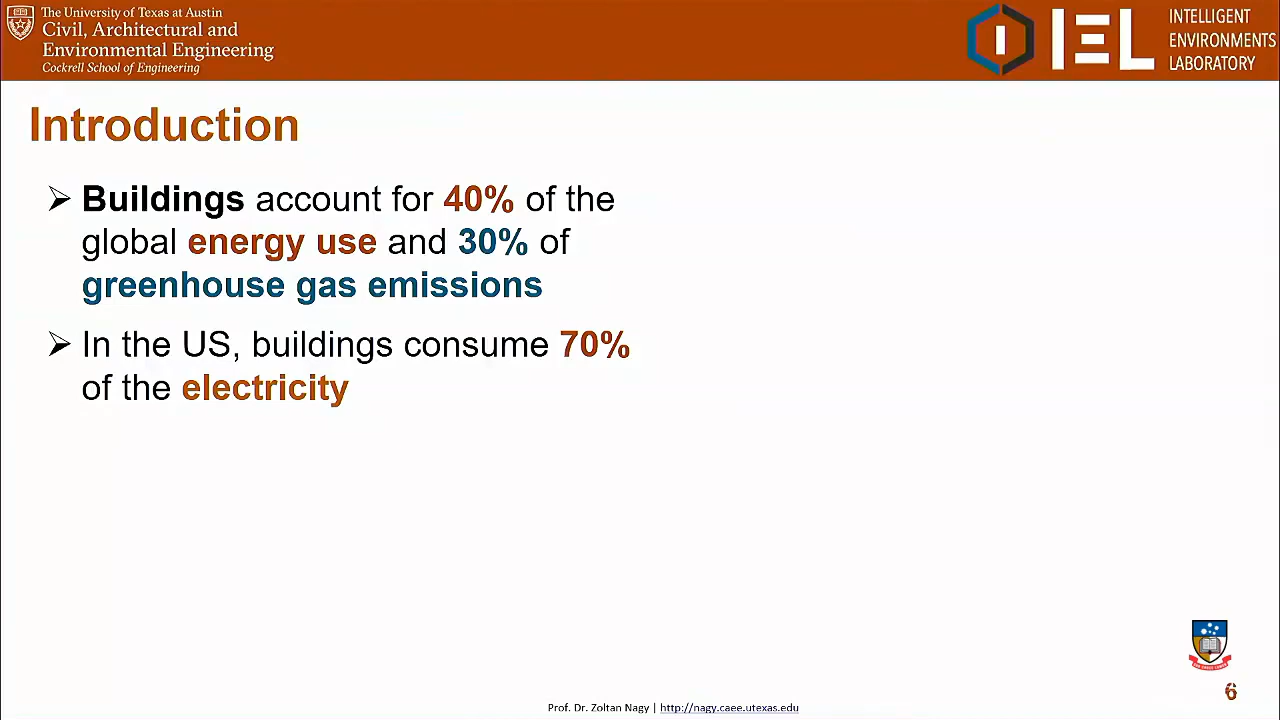 The University of Texas at Austin
Civil, Architectural and
Environmental Engineering
Cockrell School of Engineering
IEL
INTELLIGENT
ENVIRONMENTS
LABORATORY
Introduction
➢ Buildings account for 40% of the
global energy use and 30% of
greenhouse gas emissions
➢ In the US, buildings consume 70%
of the electricity
6
Prof. Dr. Zoltan Nagy | http://nagy.caee.utexas.edu